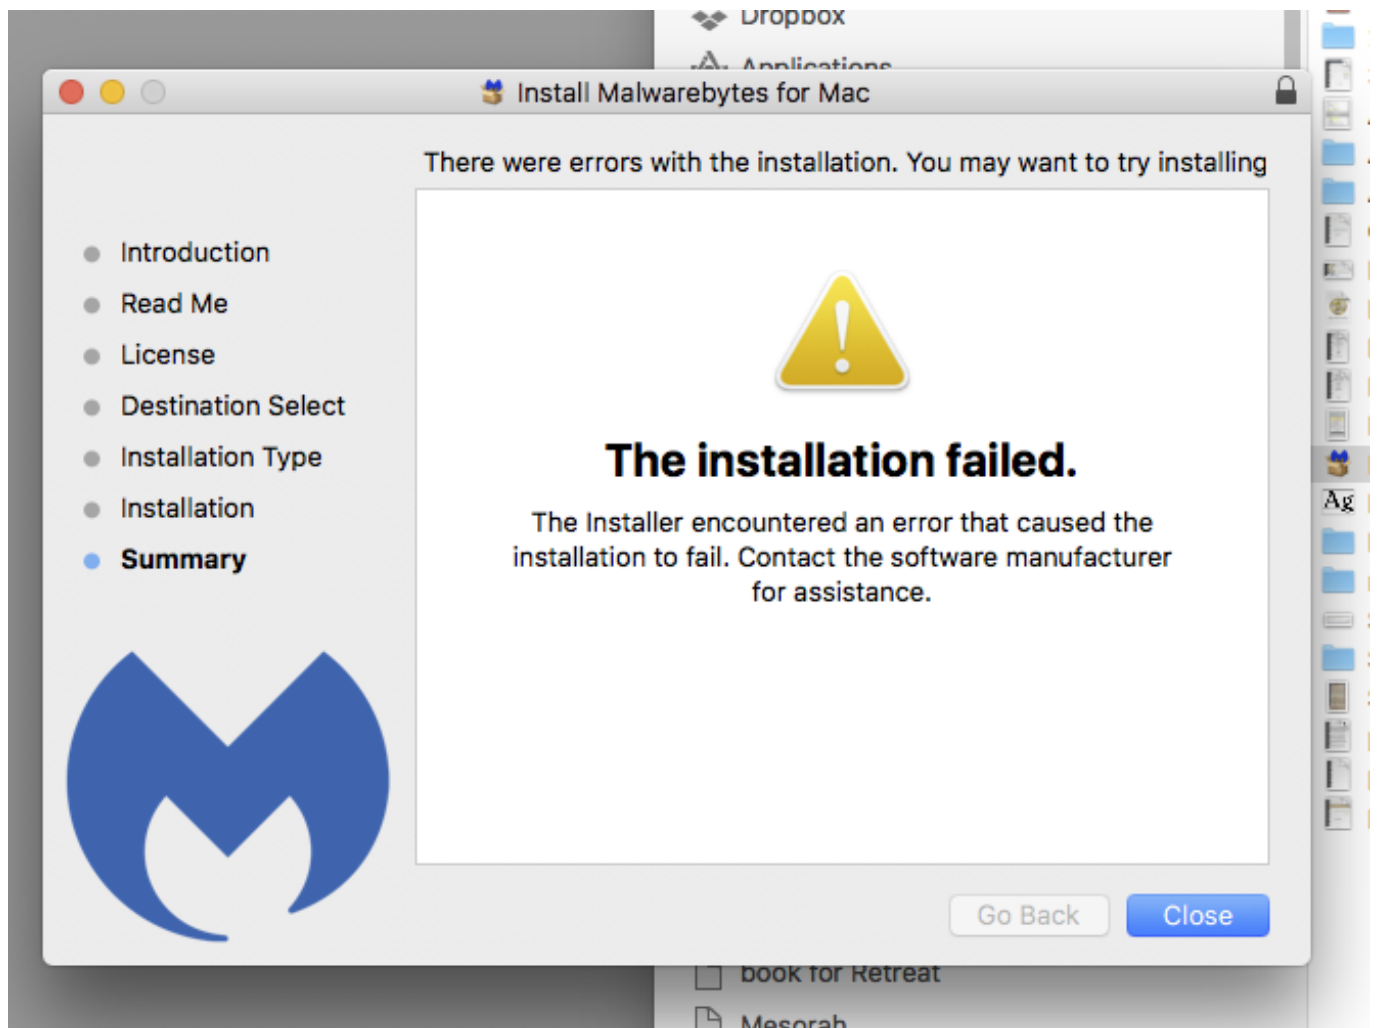 Dropbox
Applications
Install Malwarebytes for Mac
There were errors with the installation. You may want to try installing
Introduction
Read Me
License
Destination Select
Installation Type
Installation
Summary
The installation failed.
The Installer encountered an error that caused the
installation to fail. Contact the software manufacturer
for assistance.
Ag
Go Back
Close
book for Retreat
Mesorah